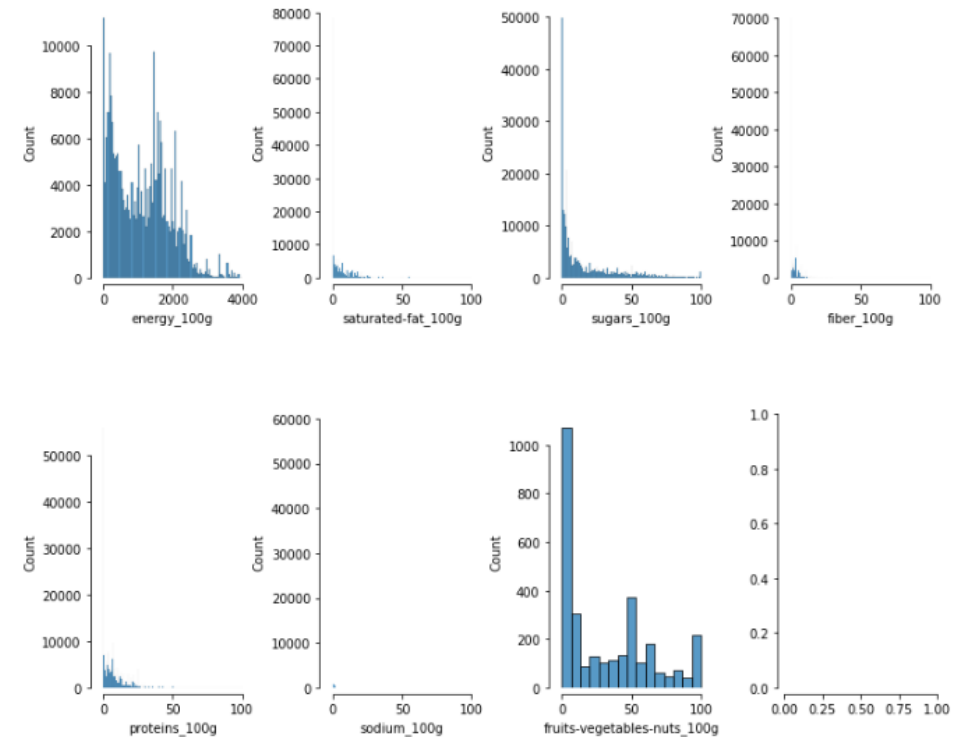 10000
8000
6000
4000
2000
0
Count
0 2000 4000
energy_100g
80000
70000
60000
50000
40000
30000
20000
10000
0
Count
0 50 100
saturated-fat_100g
50000
40000
30000
20000
10000
0
Count
0 50 100
sugars_100g
70000
60000
50000
40000
30000
20000
10000
0
Count
0 50 100
fiber_100g
50000
40000
30000
20000
10000
0
Count
0 50 100
proteins_100g
60000
50000
40000
30000
20000
10000
0
Count
0 50 100
sodium_100g
1000
800
600
400
200
0
Count
0 50 100
fruits-vegetables-nuts_100g
1.0
0.8
0.6
0.4
0.2
0.0
0.00 0.25 0.50 0.75 1.00